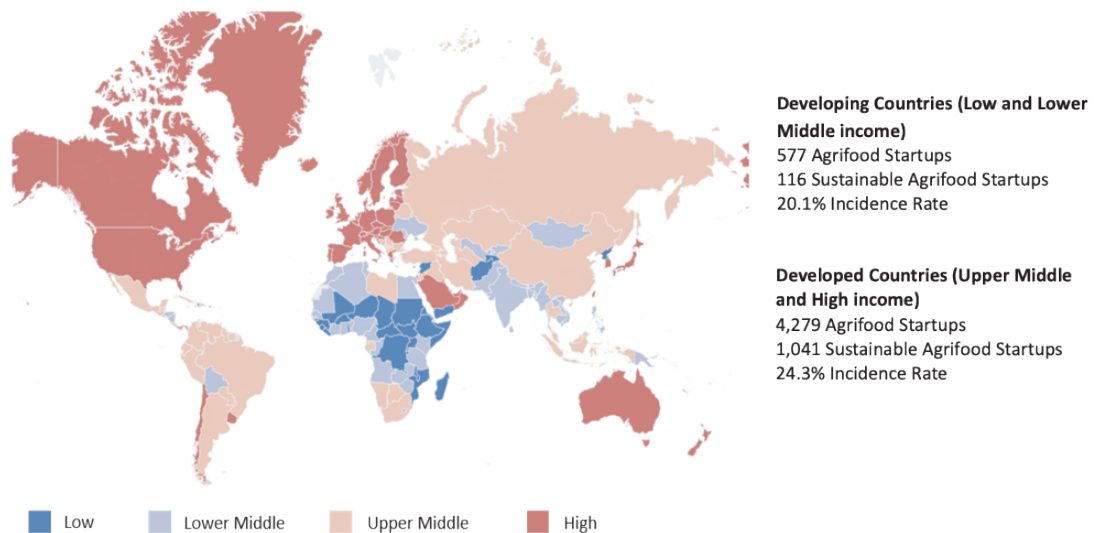 Developing Countries (Low and Lower
Middle income)
577 Agrifood Startups
116 Sustainable Agrifood Startups
20.1% Incidence Rate
Developed Countries (Upper Middle
and High income)
4,279 Agrifood Startups
1,041 Sustainable Agrifood Startups
24.3% Incidence Rate
Low
Lower Middle
Upper Middle
High